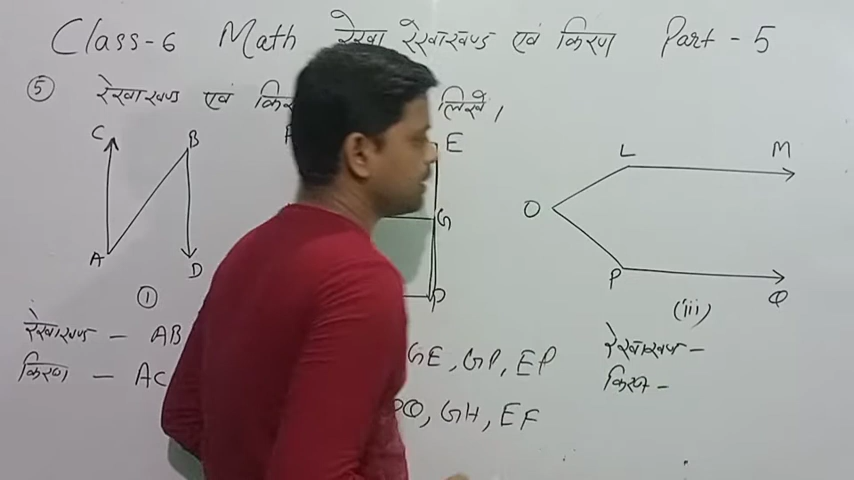 Class-6 Math रेखा रेखाखण्ड एवं किरण Part - 5
⑤ रेखाखण्ड एवं लिखें ।
C B
A D
①
रेखाखण्ड — AB
किरण — AC
E
G
P
GE, GP, EP
PQ, GH, EF
L M
O
P Q
(iii)
रेखाखण्ड —
किरण —